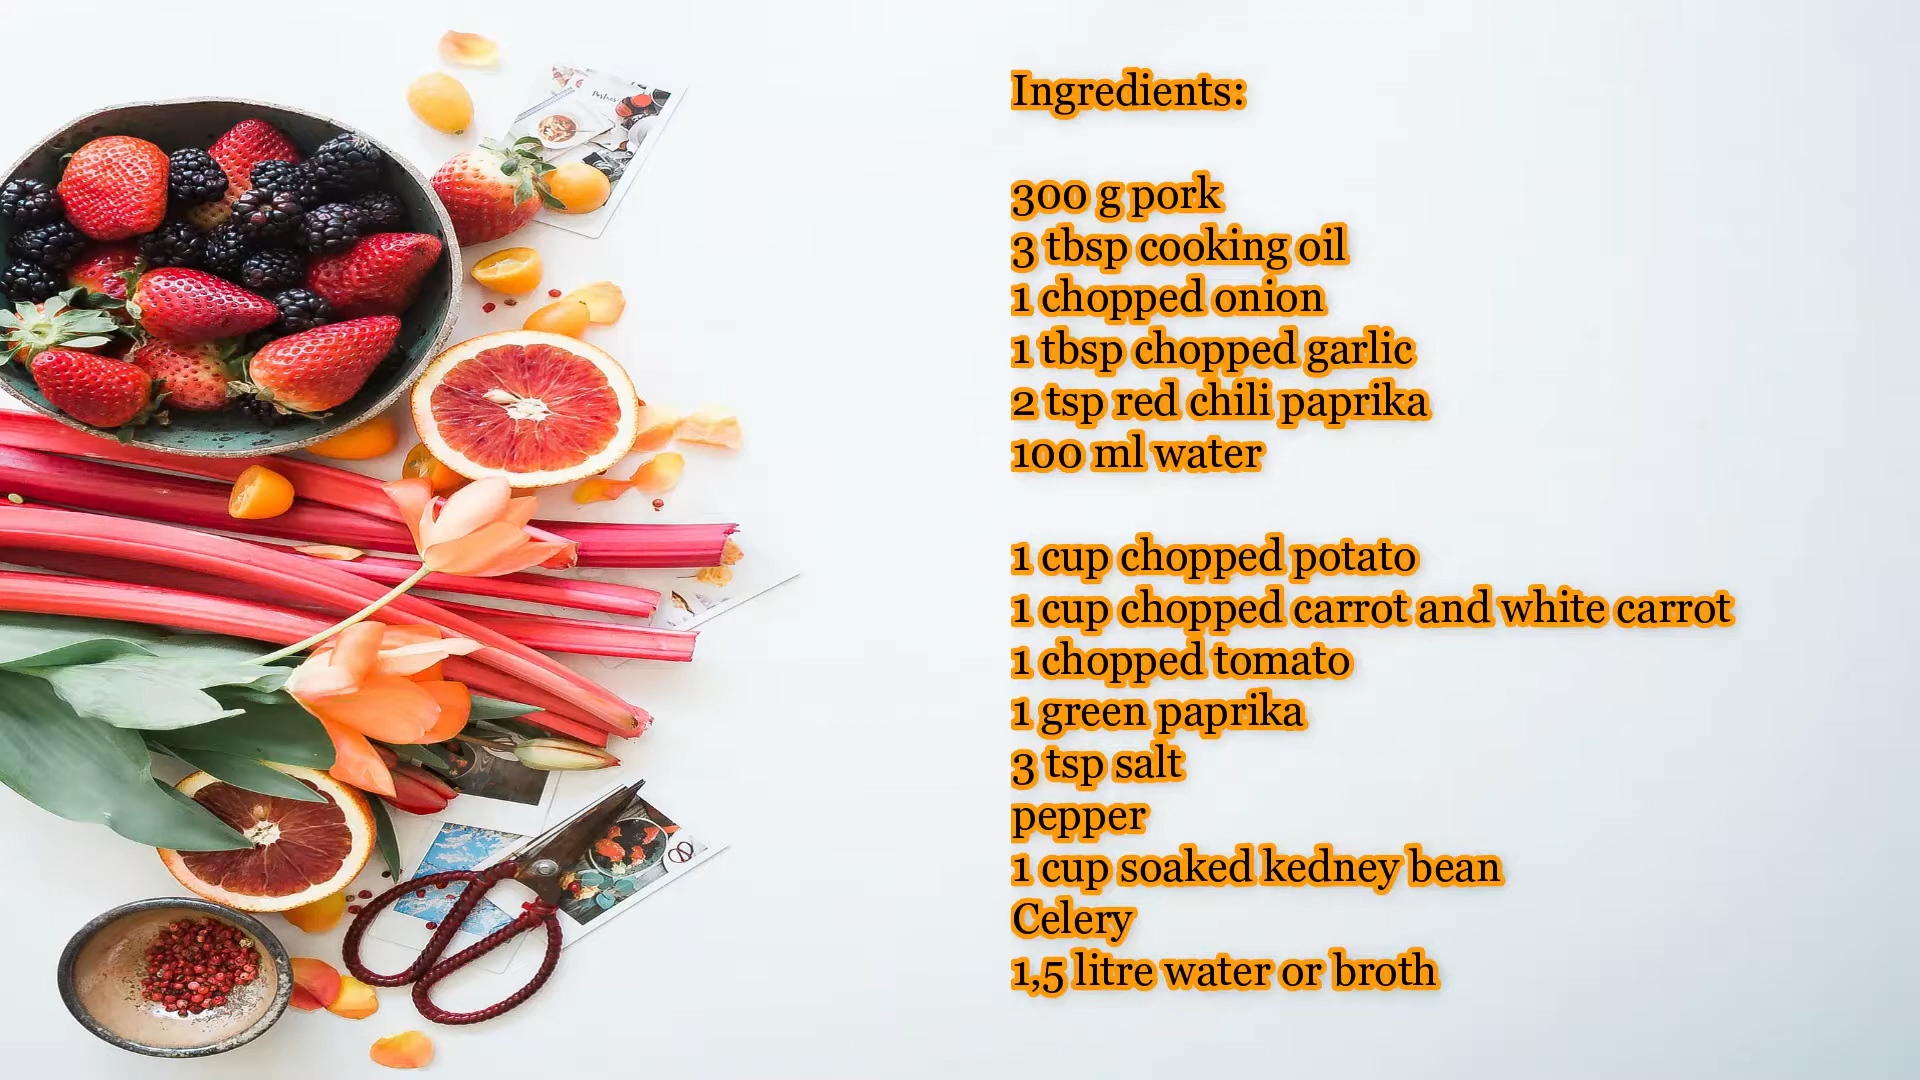 Ingredients:
300 g pork
3 tbsp cooking oil
1 chopped onion
1 tbsp chopped garlic
2 tsp red chili paprika
100 ml water
1 cup chopped potato
1 cup chopped carrot and white carrot
1 chopped tomato
1 green paprika
3 tsp salt
pepper
1 cup soaked kedney bean
Celery
1,5 litre water or broth